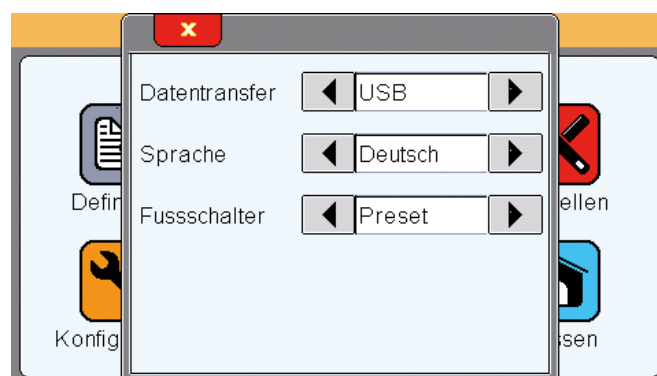 x
Datentransfer USB
Sprache Deutsch
Defin ellen
Fussschalter Preset
Konfig ssen